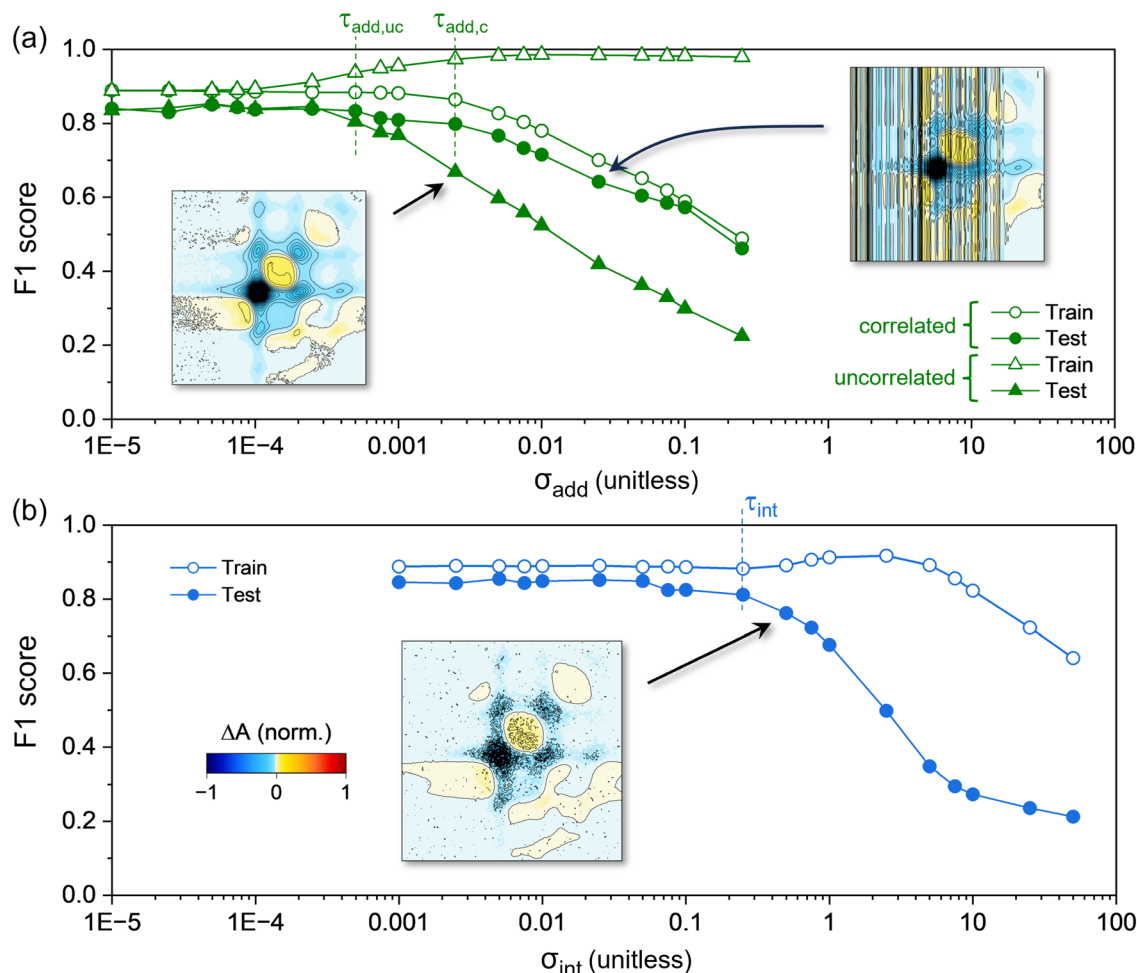 (a)
τadd,uc τadd,c
1.0
0.8
0.6
0.4
0.2
0.0
F1 score
correlated
Train
Test
uncorrelated
Train
Test
1E-5 1E-4 0.001 0.01 0.1 1 10 100
σadd (unitless)
(b)
τint
1.0
0.8
0.6
0.4
0.2
0.0
F1 score
Train
Test
ΔA (norm.)
−1 0 1
1E-5 1E-4 0.001 0.01 0.1 1 10 100
σint (unitless)